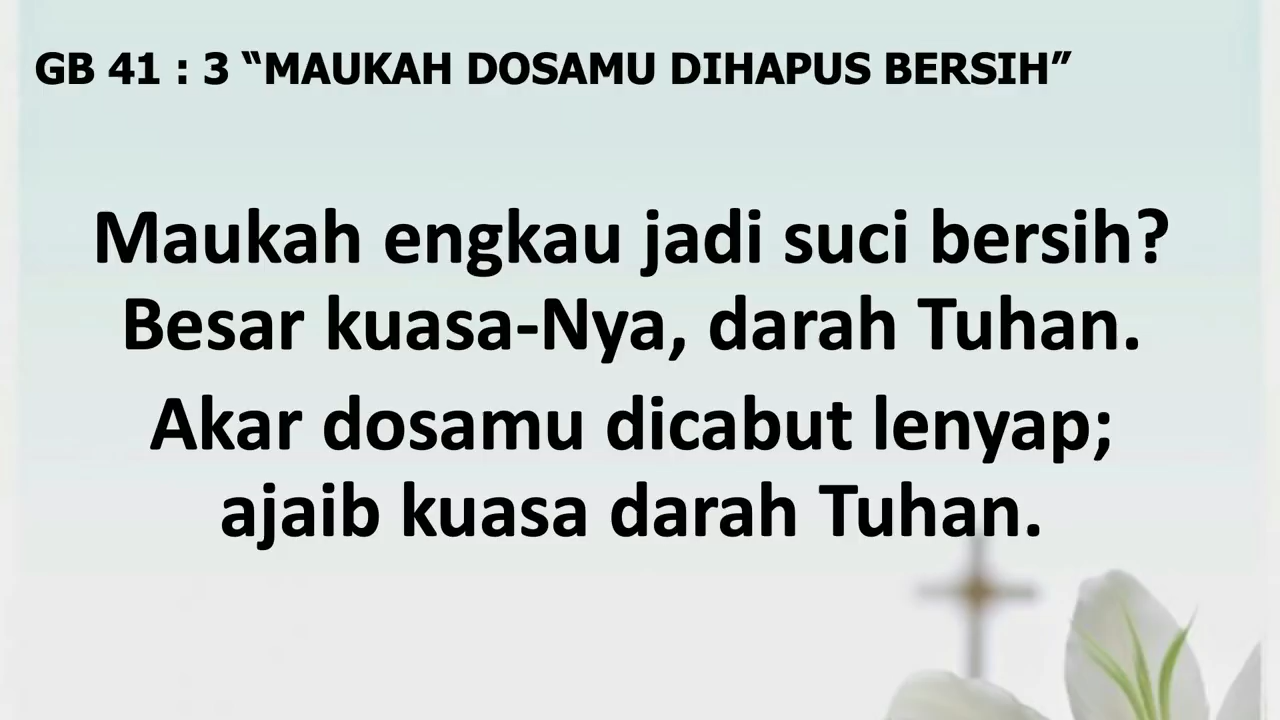 GB 41 : 3 “MAUKAH DOSAMU DIHAPUS BERSIH”
Maukah engkau jadi suci bersih?
Besar kuasa-Nya, darah Tuhan.
Akar dosamu dicabut lenyap;
ajaib kuasa darah Tuhan.